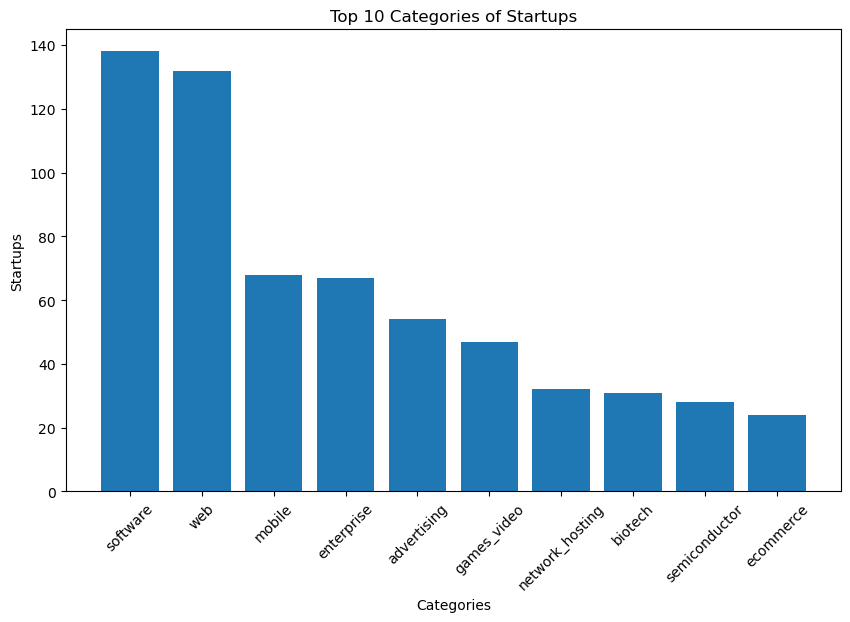 Top 10 Categories of Startups
140
120
100
80
60
40
20
0
Startups
software
web
mobile
enterprise
advertising
games_video
network_hosting
biotech
semiconductor
ecommerce
Categories